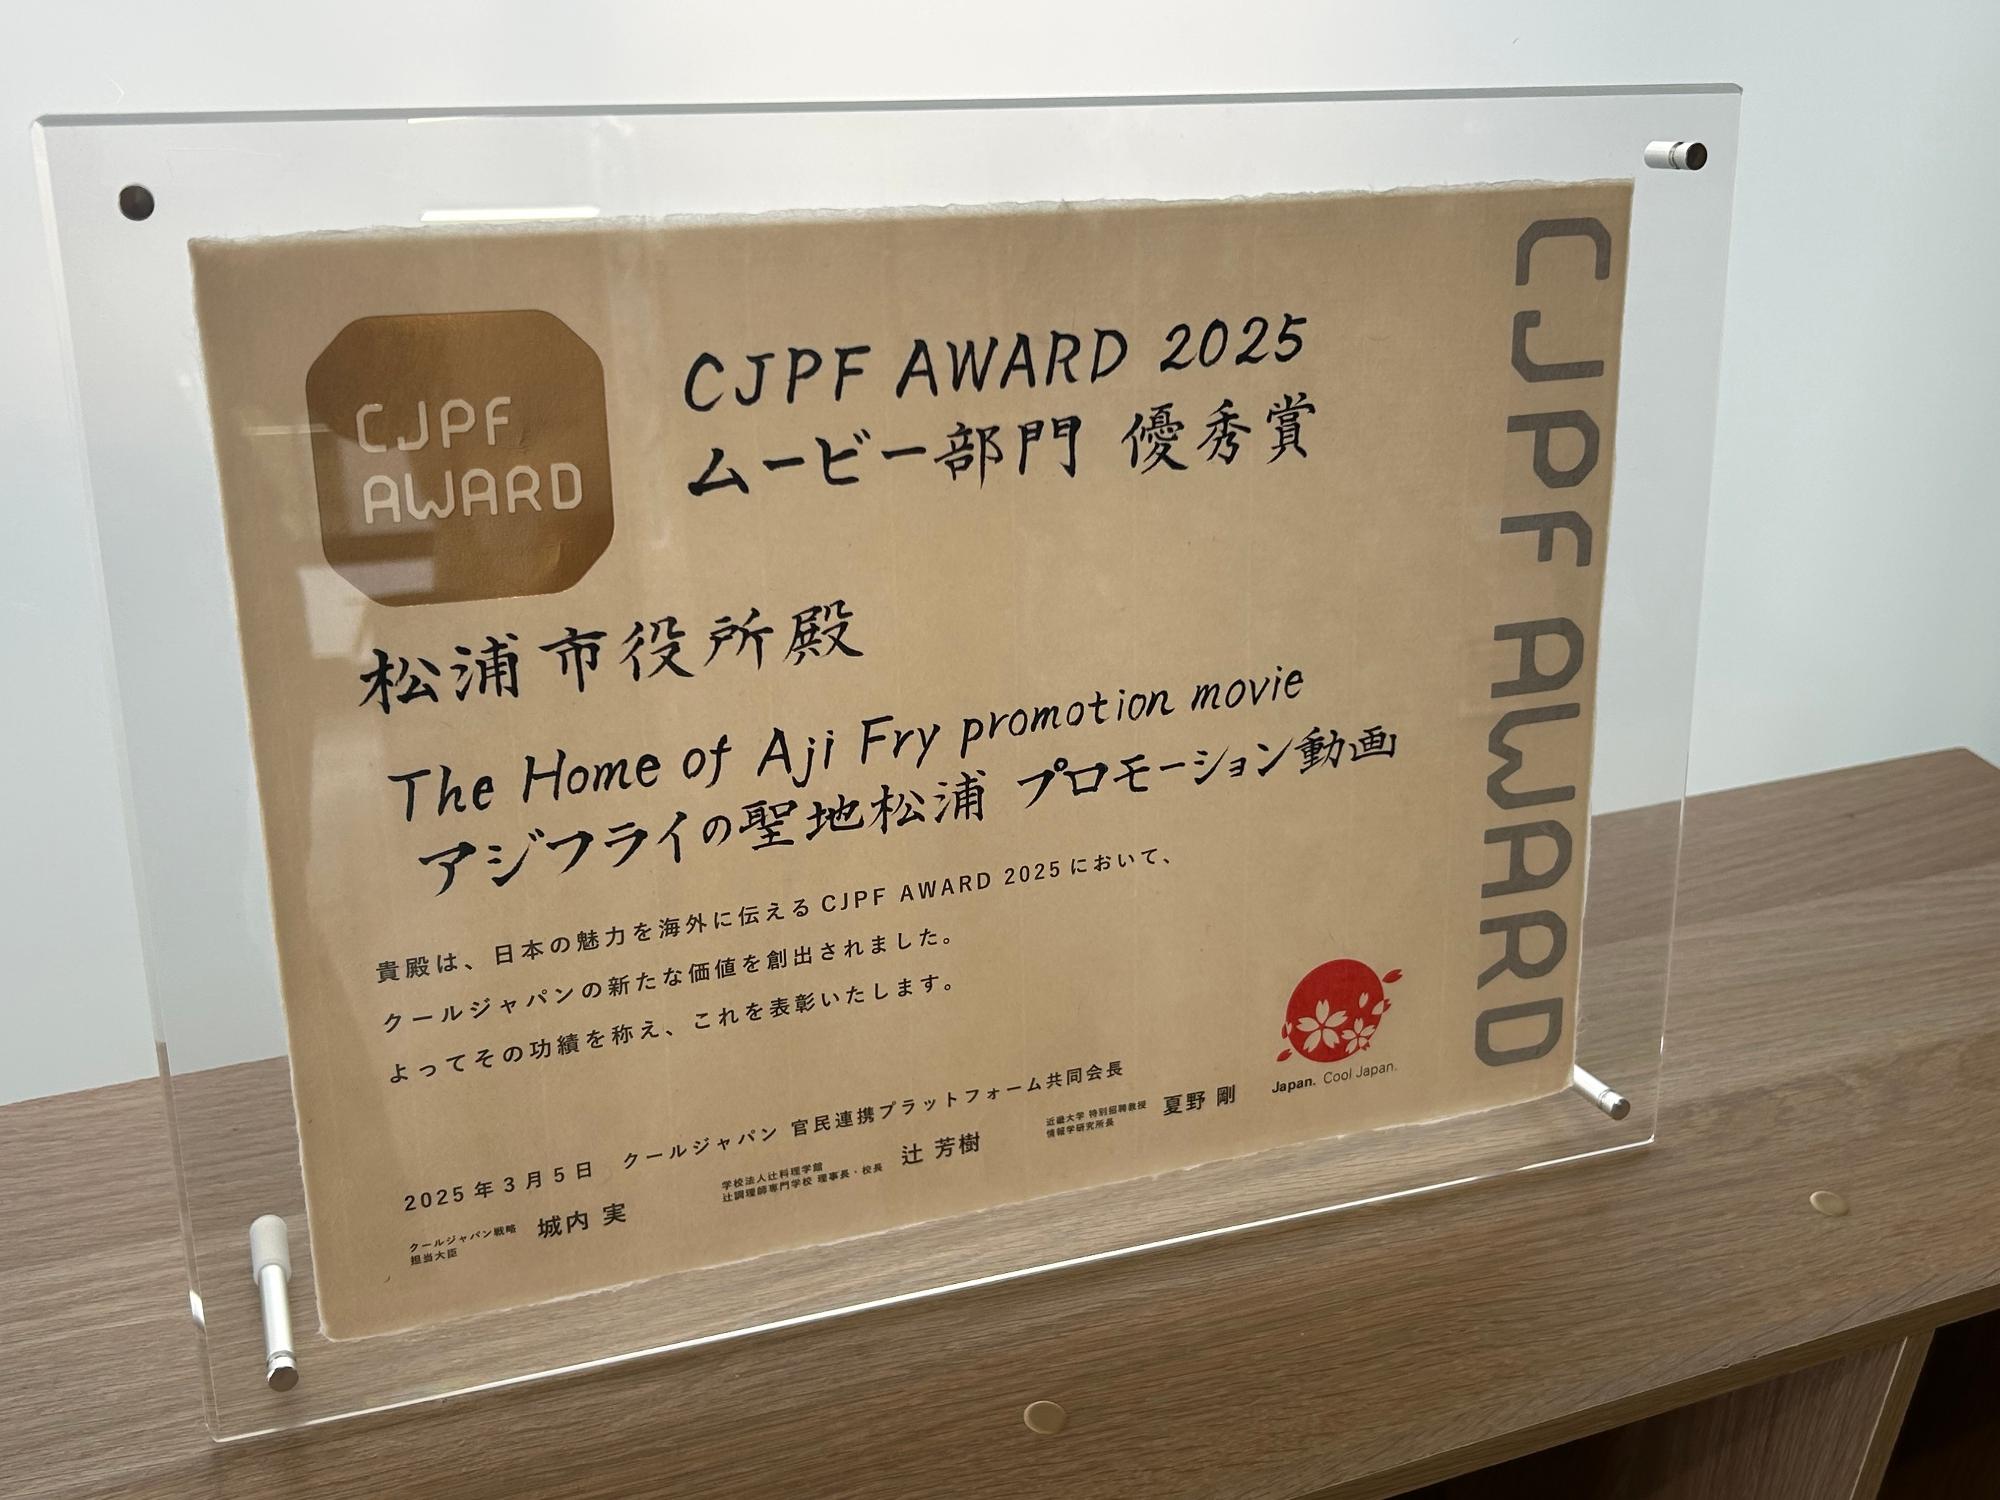 CJPF
AWARD
CJPF AWARD 2025
ムービー部門 優秀賞
松浦市役所殿
The Home of Aji Fry promotion movie
アジフライの聖地松浦 プロモーション動画
貴殿は、日本の魅力を海外に伝える CJPF AWARD 2025 において、
クールジャパンの新たな価値を創出されました。
よってその功績を称え、これを表彰いたします。
2025年3月5日 クールジャパン 官民連携プラットフォーム共同会長
クールジャパン戦略
担当大臣
城内 実
学校法人辻料理学館
辻調理師専門学校 理事長・校長
辻 芳樹
近畿大学 特別招聘教授
情報学研究所長
夏野 剛
Japan. Cool Japan.
CJPF AWARD